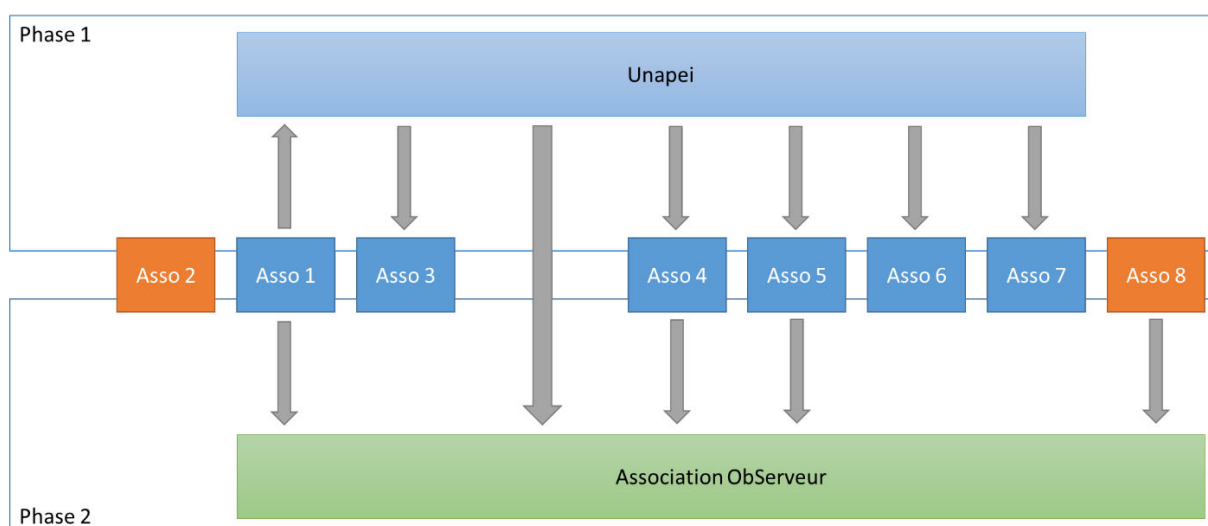 Phase 1
Unapei
Asso 2
Asso 1
Asso 3
Asso 4
Asso 5
Asso 6
Asso 7
Asso 8
Association ObServeur
Phase 2